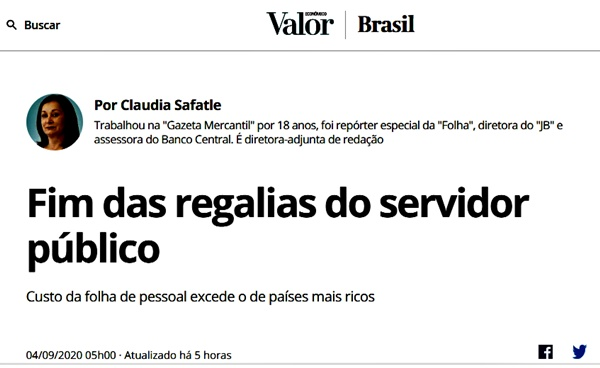 Buscar
Valor ECONÔMICO Brasil
Por Claudia Safatle
Trabalhou na "Gazeta Mercantil" por 18 anos, foi repórter especial da "Folha", diretora do "JB" e
assessora do Banco Central. É diretora-adjunta de redação
Fim das regalias do servidor
público
Custo da folha de pessoal excede o de países mais ricos
04/09/2020 05h00 · Atualizado há 5 horas